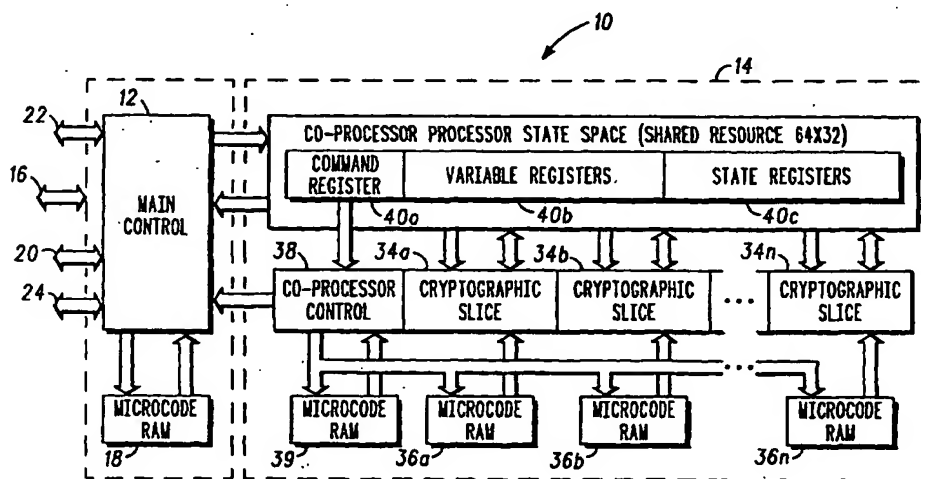 10
14
12
22
16
20
24
MAIN
CONTROL
CO-PROCESSOR PROCESSOR STATE SPACE (SHARED RESOURCE 64X32)
COMMAND
REGISTER
VARIABLE REGISTERS.
STATE REGISTERS
40a
40b
40c
38
34a
34b
34n
CO-PROCESSOR
CONTROL
CRYPTOGRAPHIC
SLICE
CRYPTOGRAPHIC
SLICE
...
CRYPTOGRAPHIC
SLICE
...
MICROCODE
RAM
18
MICROCODE
RAM
39
MICROCODE
RAM
36a
MICROCODE
RAM
36b
MICROCODE
RAM
36n